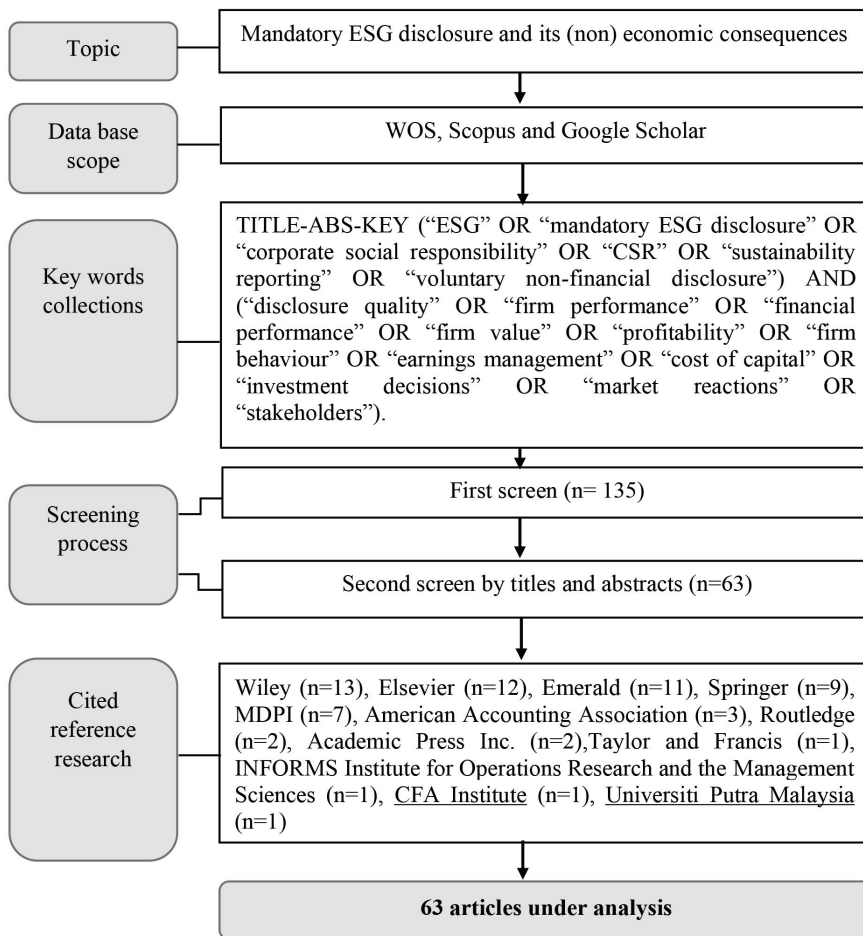 Topic
Mandatory ESG disclosure and its (non) economic consequences
Data base
scope
WOS, Scopus and Google Scholar
Key words
collections
TITLE-ABS-KEY (“ESG” OR “mandatory ESG disclosure” OR
“corporate social responsibility” OR “CSR” OR “sustainability
reporting” OR “voluntary non-financial disclosure”) AND
(“disclosure quality” OR “firm performance” OR “financial
performance” OR “firm value” OR “profitability” OR “firm
behaviour” OR “earnings management” OR “cost of capital” OR
“investment decisions” OR “market reactions” OR
“stakeholders”).
Screening
process
First screen (n= 135)
Second screen by titles and abstracts (n=63)
Cited
reference
research
Wiley (n=13), Elsevier (n=12), Emerald (n=11), Springer (n=9),
MDPI (n=7), American Accounting Association (n=3), Routledge
(n=2), Academic Press Inc. (n=2),Taylor and Francis (n=1),
INFORMS Institute for Operations Research and the Management
Sciences (n=1), CFA Institute (n=1), Universiti Putra Malaysia
(n=1)
63 articles under analysis